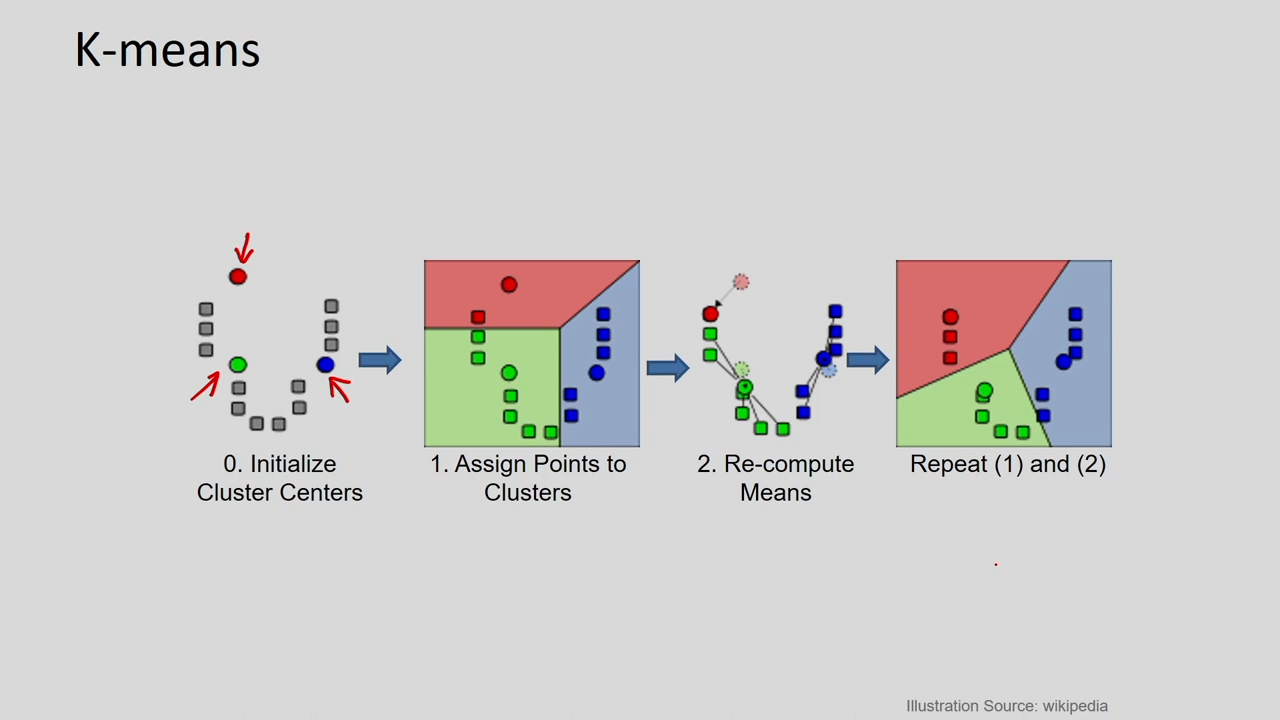 K-means
0. Initialize
Cluster Centers
1. Assign Points to
Clusters
2. Re-compute
Means
Repeat (1) and (2)
Illustration Source: wikipedia